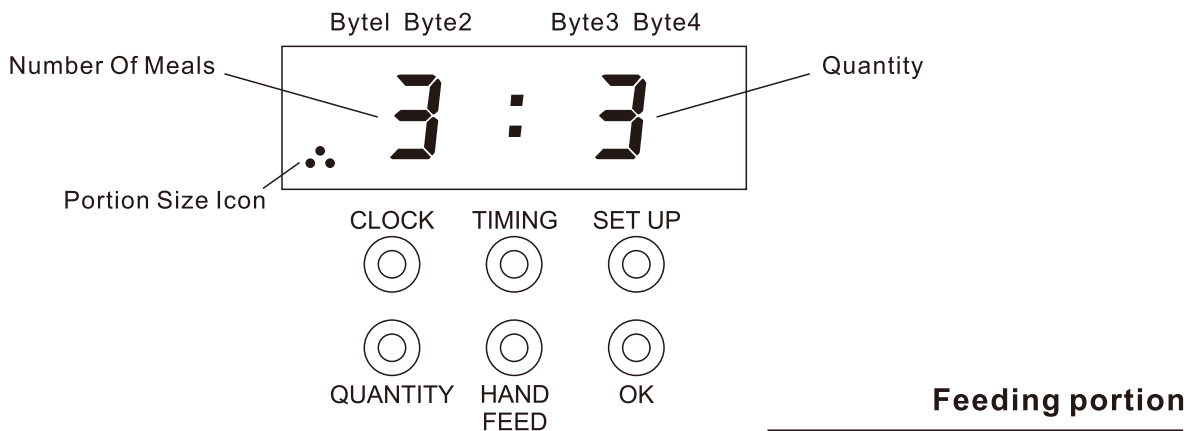 Bytel Byte2 Byte3 Byte4
Number Of Meals
3 : 3
Quantity
Portion Size Icon
CLOCK TIMING SET UP
QUANTITY HAND FEED OK
Feeding portion